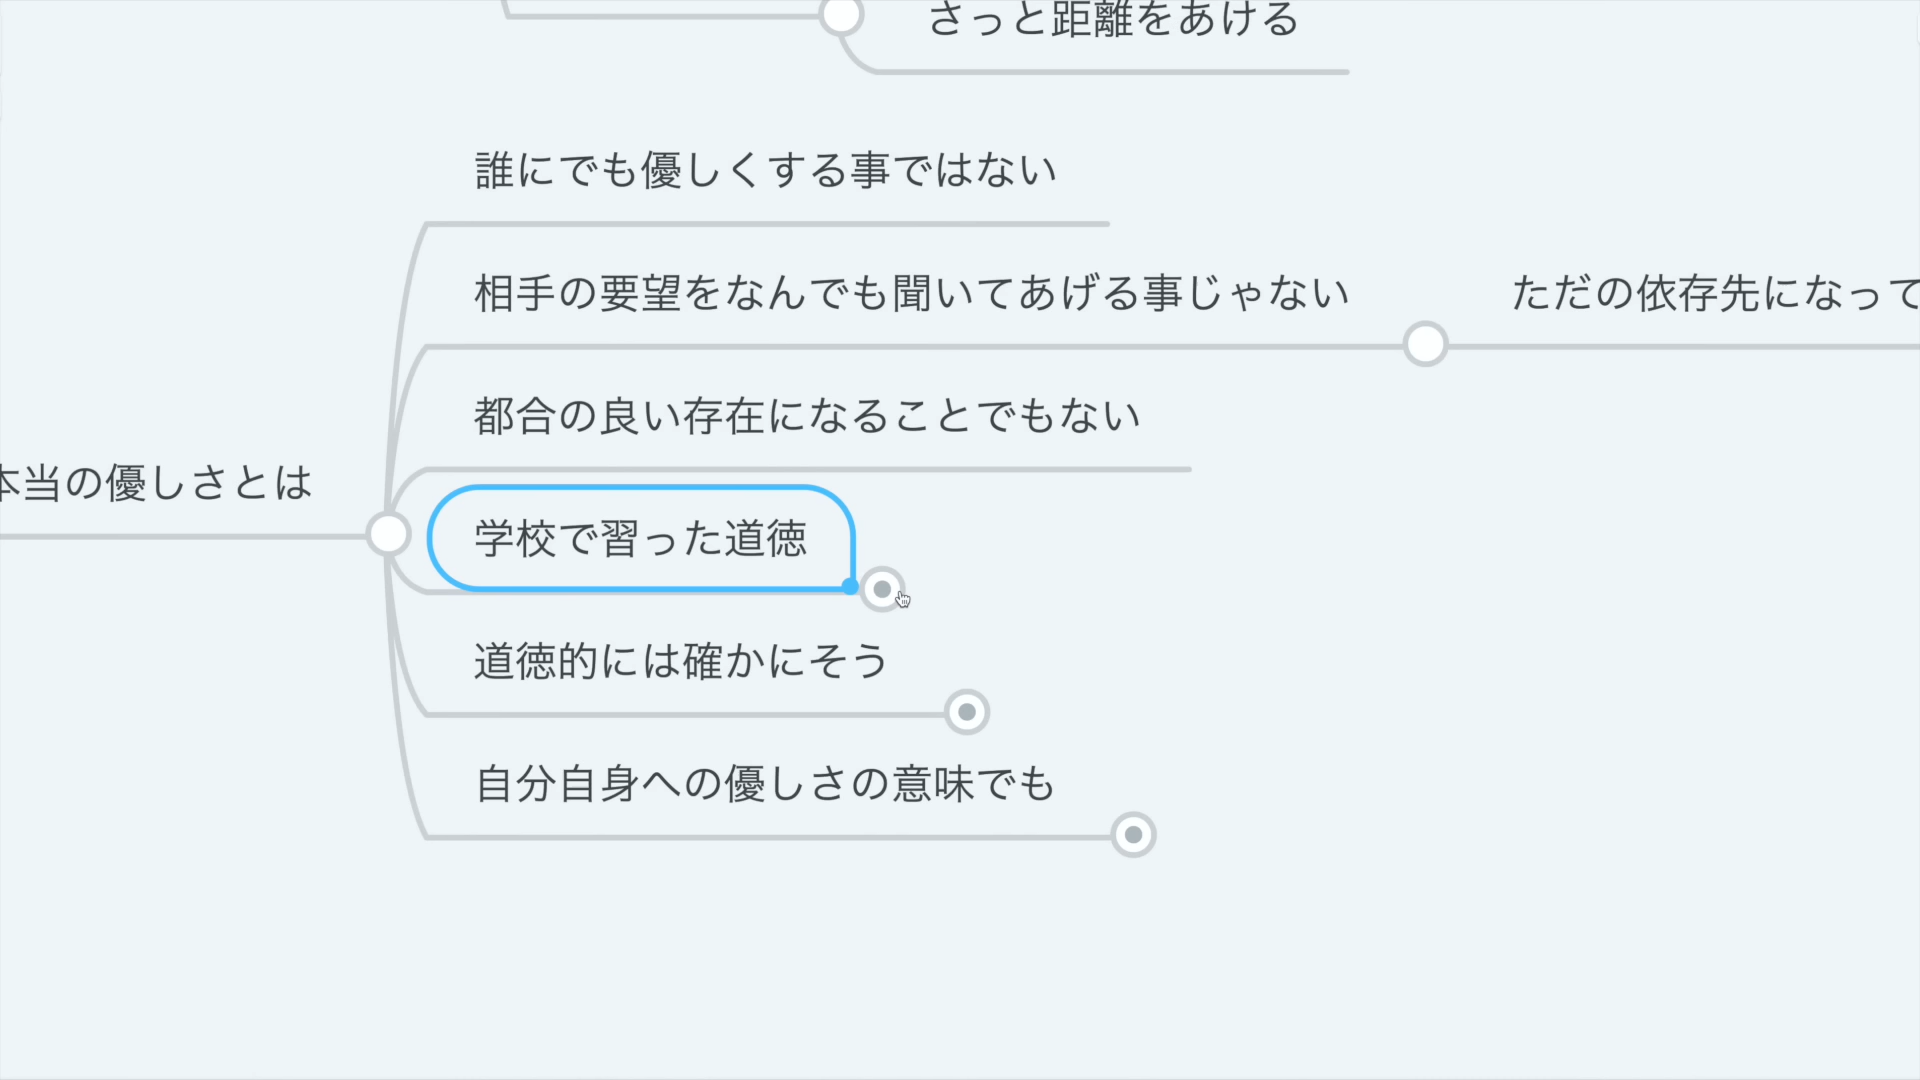 さっと距離をあける
誰にでも優しくする事ではない
相手の要望をなんでも聞いてあげる事じゃない
ただの依存先になって
都合の良い存在になることでもない
本当の優しさとは
学校で習った道徳
道徳的には確かにそう
自分自身への優しさの意味でも